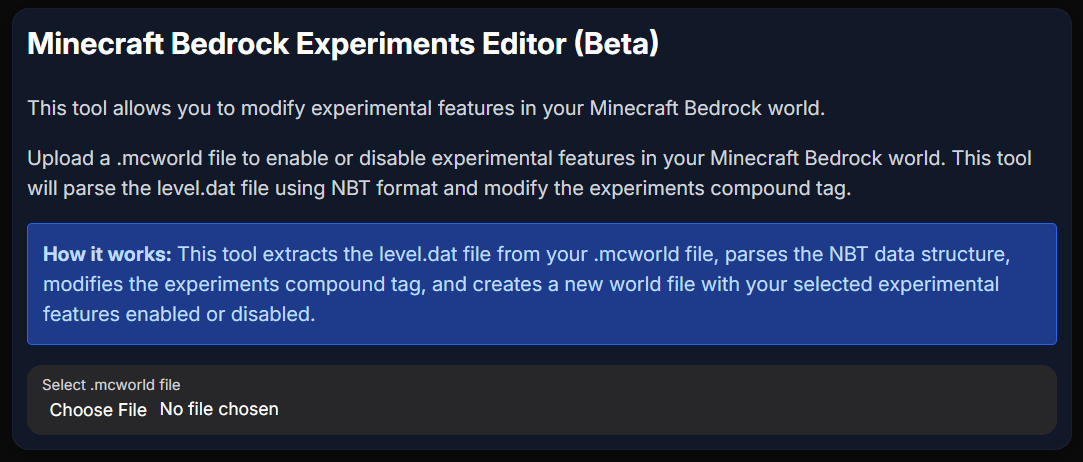 Minecraft Bedrock Experiments Editor (Beta)
This tool allows you to modify experimental features in your Minecraft Bedrock world.
Upload a .mcworld file to enable or disable experimental features in your Minecraft Bedrock world. This tool
will parse the level.dat file using NBT format and modify the experiments compound tag.
How it works: This tool extracts the level.dat file from your .mcworld file, parses the NBT data structure,
modifies the experiments compound tag, and creates a new world file with your selected experimental
features enabled or disabled.
Select .mcworld file
Choose File No file chosen